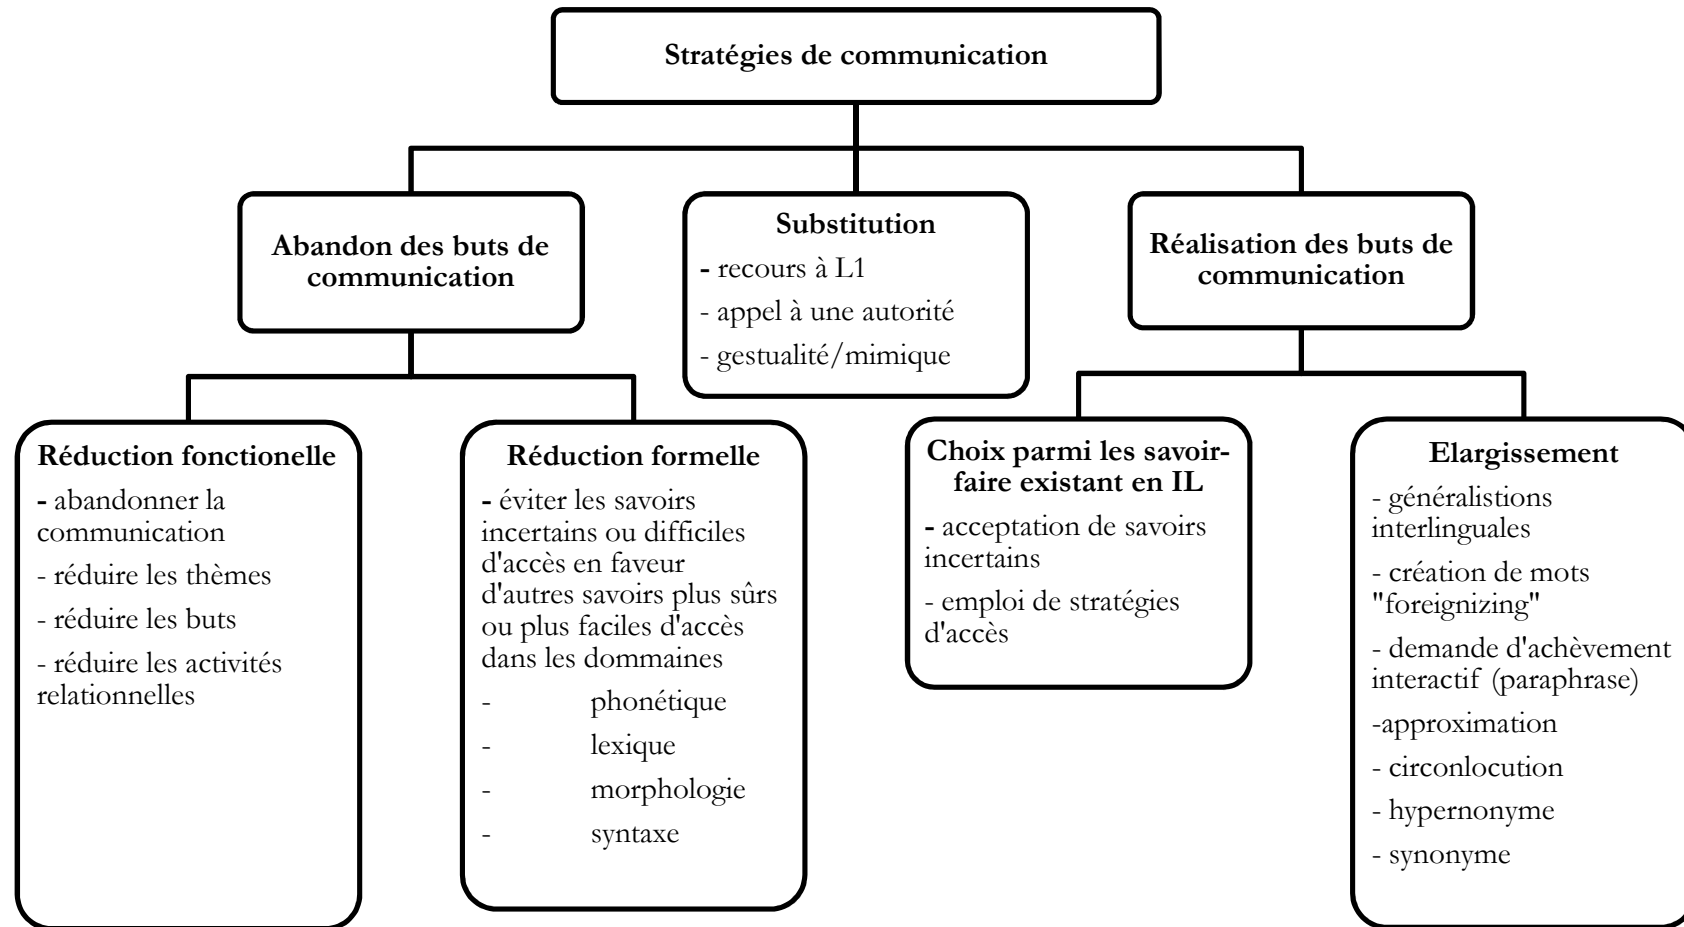 Stratégies de communication
Abandon des buts de
communication
Substitution
- recours à L1
- appel à une autorité
- gestualité/mimique
Réalisation des buts de
communication
Réduction fonctionelle
- abandonner la
communication
- réduire les thèmes
- réduire les buts
- réduire les activités
relationnelles
Réduction formelle
- éviter les savoirs
incertains ou difficiles
d'accès en faveur
d'autres savoirs plus sûrs
ou plus faciles d'accès
dans les dommaines
- phonétique
- lexique
- morphologie
- syntaxe
Choix parmi les savoir-
faire existant en IL
- acceptation de savoirs
incertains
- emploi de stratégies
d'accès
Elargissement
- généralistions
interlinguales
- création de mots
"foreignizing"
- demande d'achèvement
interactif (paraphrase)
-approximation
- circonlocution
- hypernonyme
- synonyme